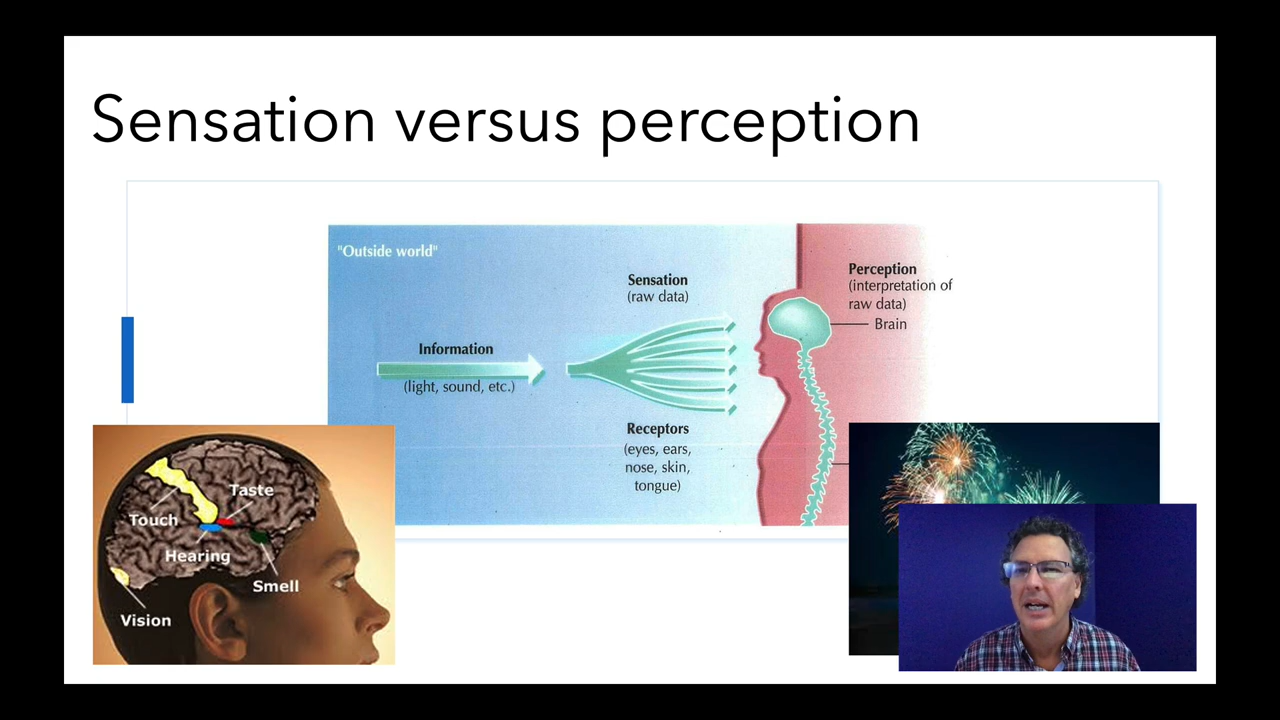 Sensation versus perception
"Outside world"
Sensation
(raw data)
Perception
(interpretation of
raw data)
Brain
Information
(light, sound, etc.)
Receptors
(eyes, ears,
nose, skin,
tongue)
Taste
Touch
Hearing
Smell
Vision